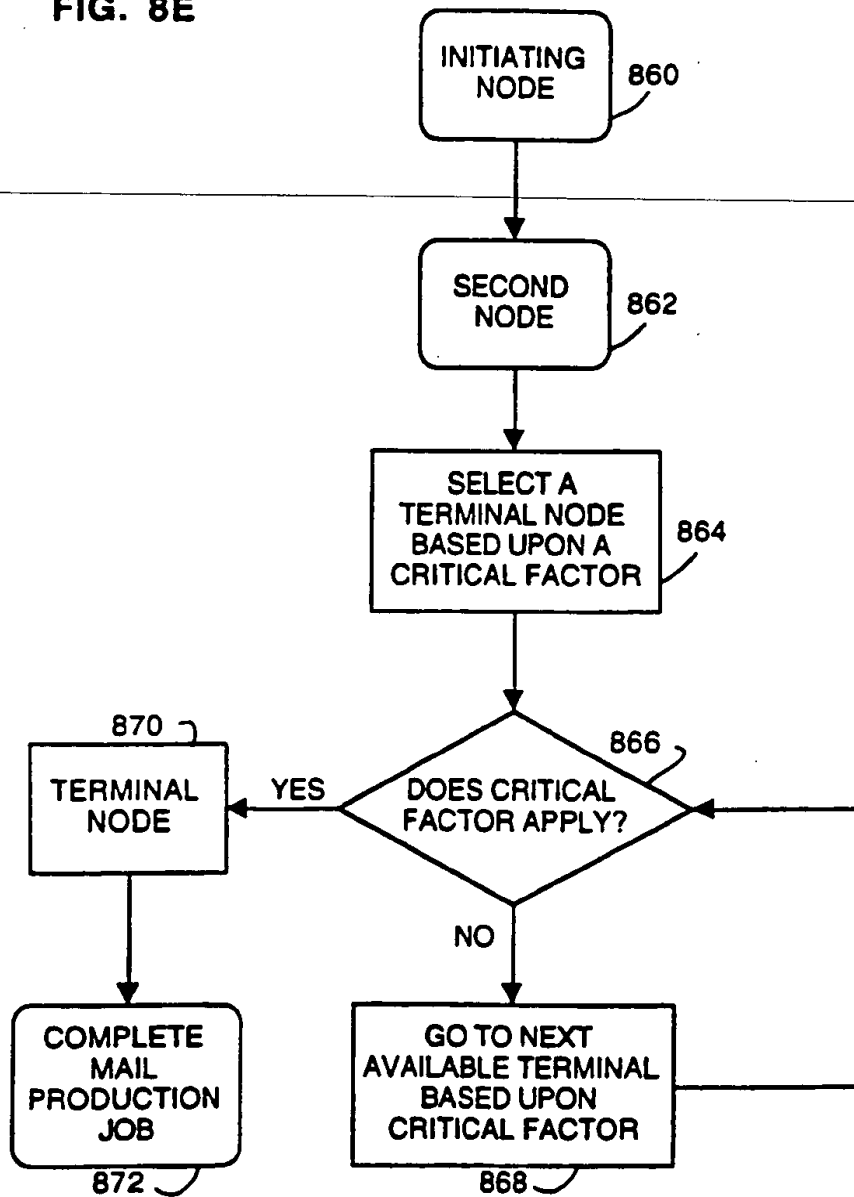 FIG. 8E
INITIATING
NODE
860
SECOND
NODE
862
SELECT A
TERMINAL NODE
BASED UPON A
CRITICAL FACTOR
864
870
TERMINAL
NODE
YES
866
DOES CRITICAL
FACTOR APPLY?
NO
COMPLETE
MAIL
PRODUCTION
JOB
872
GO TO NEXT
AVAILABLE TERMINAL
BASED UPON
CRITICAL FACTOR
868